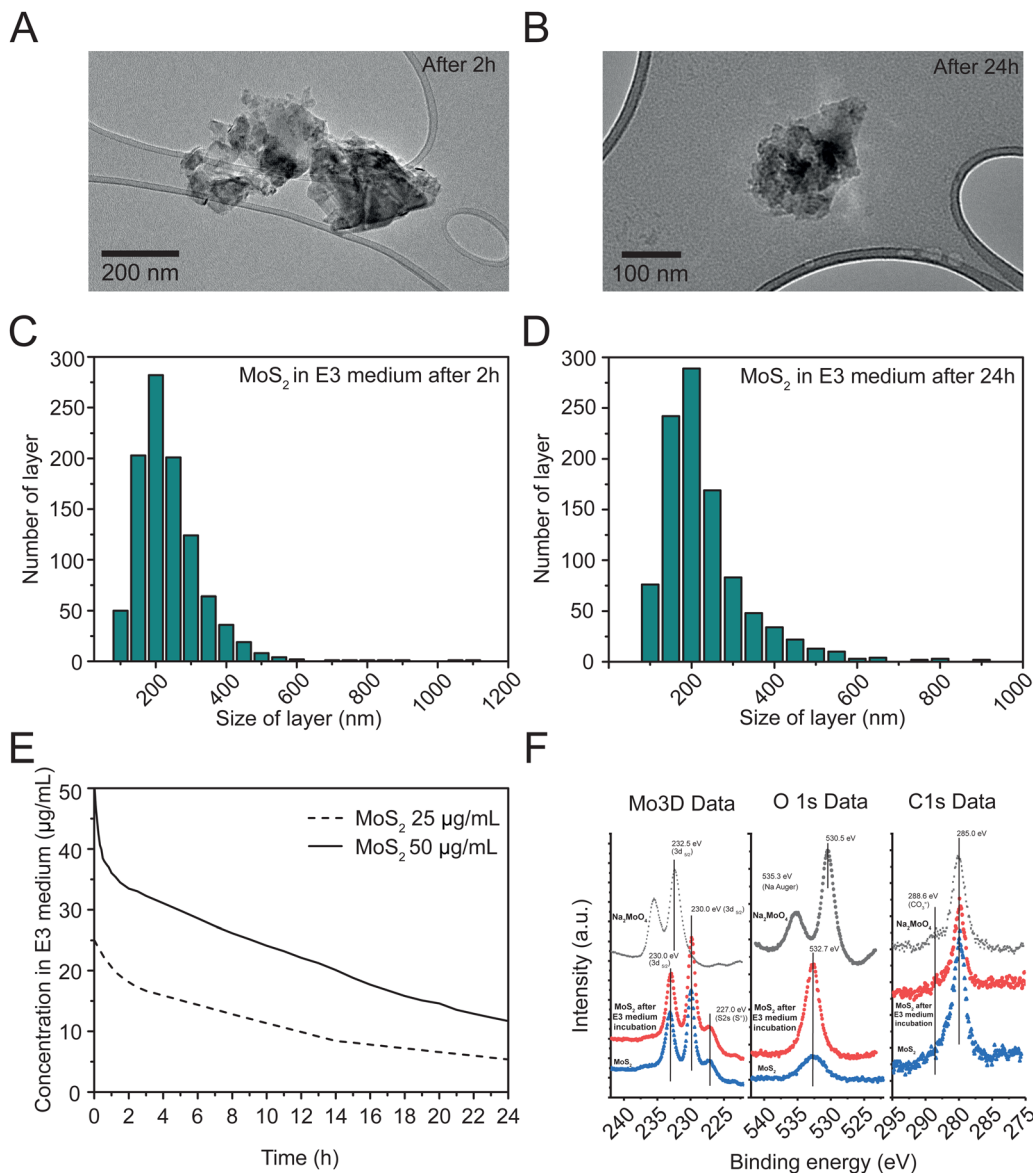 A
After 2h
200 nm
B
After 24h
100 nm
C
MoS₂ in E3 medium after 2h
Number of layer
300
250
200
150
100
50
0
200
400
600
800
1000
1200
Size of layer (nm)
D
MoS₂ in E3 medium after 24h
Number of layer
300
250
200
150
100
50
0
200
400
600
800
1000
Size of layer (nm)
E
Concentration in E3 medium (µg/mL)
50
40
30
20
10
0
MoS₂ 25 µg/mL
MoS₂ 50 µg/mL
0
2
4
6
8
10
12
14
16
18
20
22
24
Time (h)
F
Intensity (a.u.)
Mo3D Data
232.5 eV
(3d 5/2)
Na₂MoO₄
230.0 eV (3d 5/2)
230.0 eV
(3d 5/2)
227.0 eV
(S2s (S⁺))
MoS₂ after
E3 medium
incubation
MoS₂
240
235
230
225
O 1s Data
530.5 eV
535.3 eV
(Na Auger)
Na₂MoO₄
532.7 eV
MoS₂ after
E3 medium
incubation
MoS₂
540
535
530
525
C1s Data
285.0 eV
288.6 eV
Na₂MoO₄
MoS₂ after
E3 medium
incubation
MoS₂
295
290
280
285
280
275
Binding energy (eV)